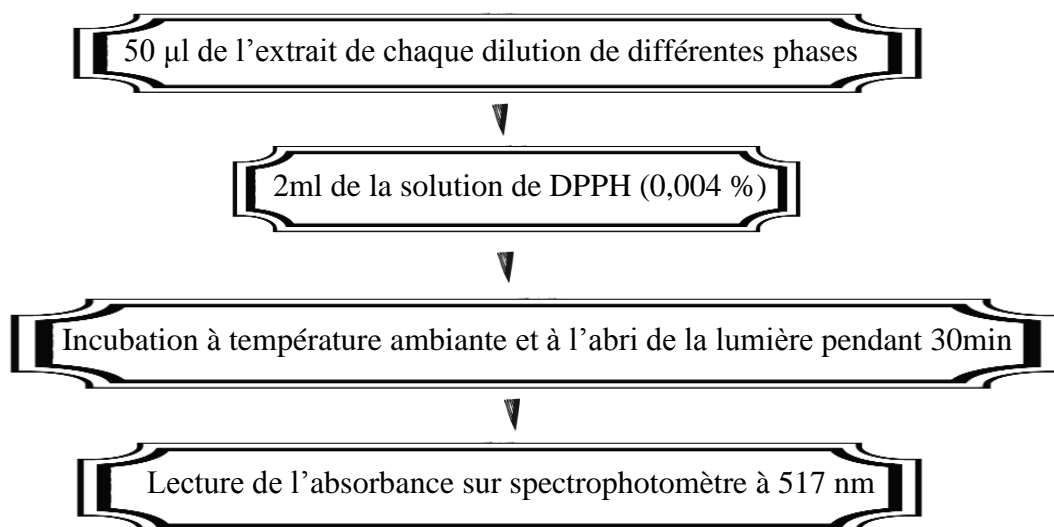 50 μl de l’extrait de chaque dilution de différentes phases
2ml de la solution de DPPH (0,004 %)
Incubation à température ambiante et à l’abri de la lumière pendant 30min
Lecture de l’absorbance sur spectrophotomètre à 517 nm